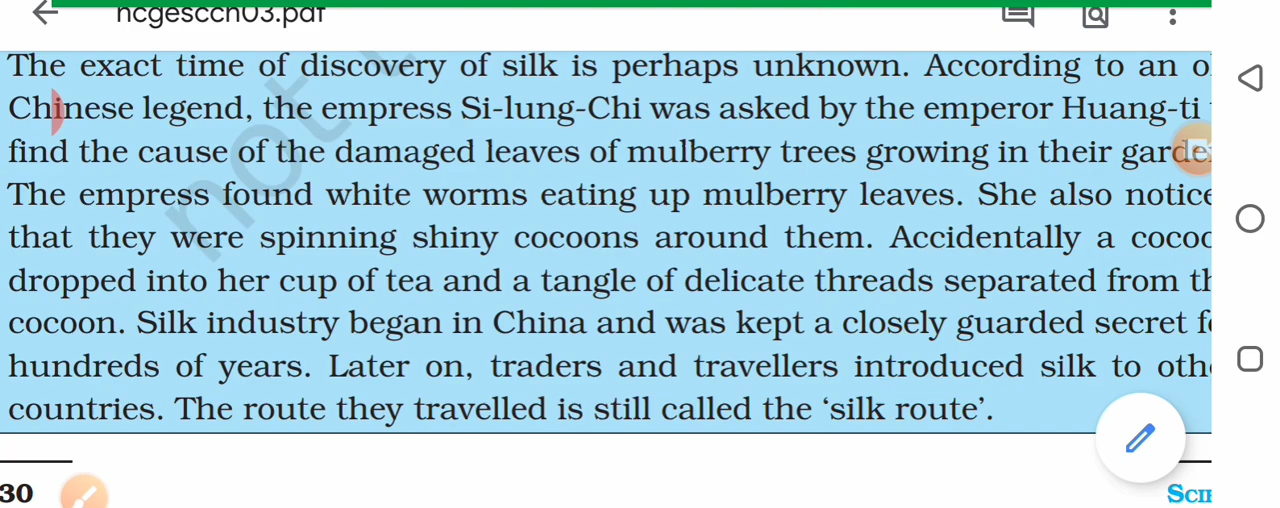 ncgescch03.pdf
The exact time of discovery of silk is perhaps unknown. According to an
Chinese legend, the empress Si-lung-Chi was asked by the emperor Huang-ti
find the cause of the damaged leaves of mulberry trees growing in their
The empress found white worms eating up mulberry leaves. She also
that they were spinning shiny cocoons around them. Accidentally a
dropped into her cup of tea and a tangle of delicate threads separated from
cocoon. Silk industry began in China and was kept a closely guarded secret
hundreds of years. Later on, traders and travellers introduced silk to
countries. The route they travelled is still called the ‘silk route’.
not
30